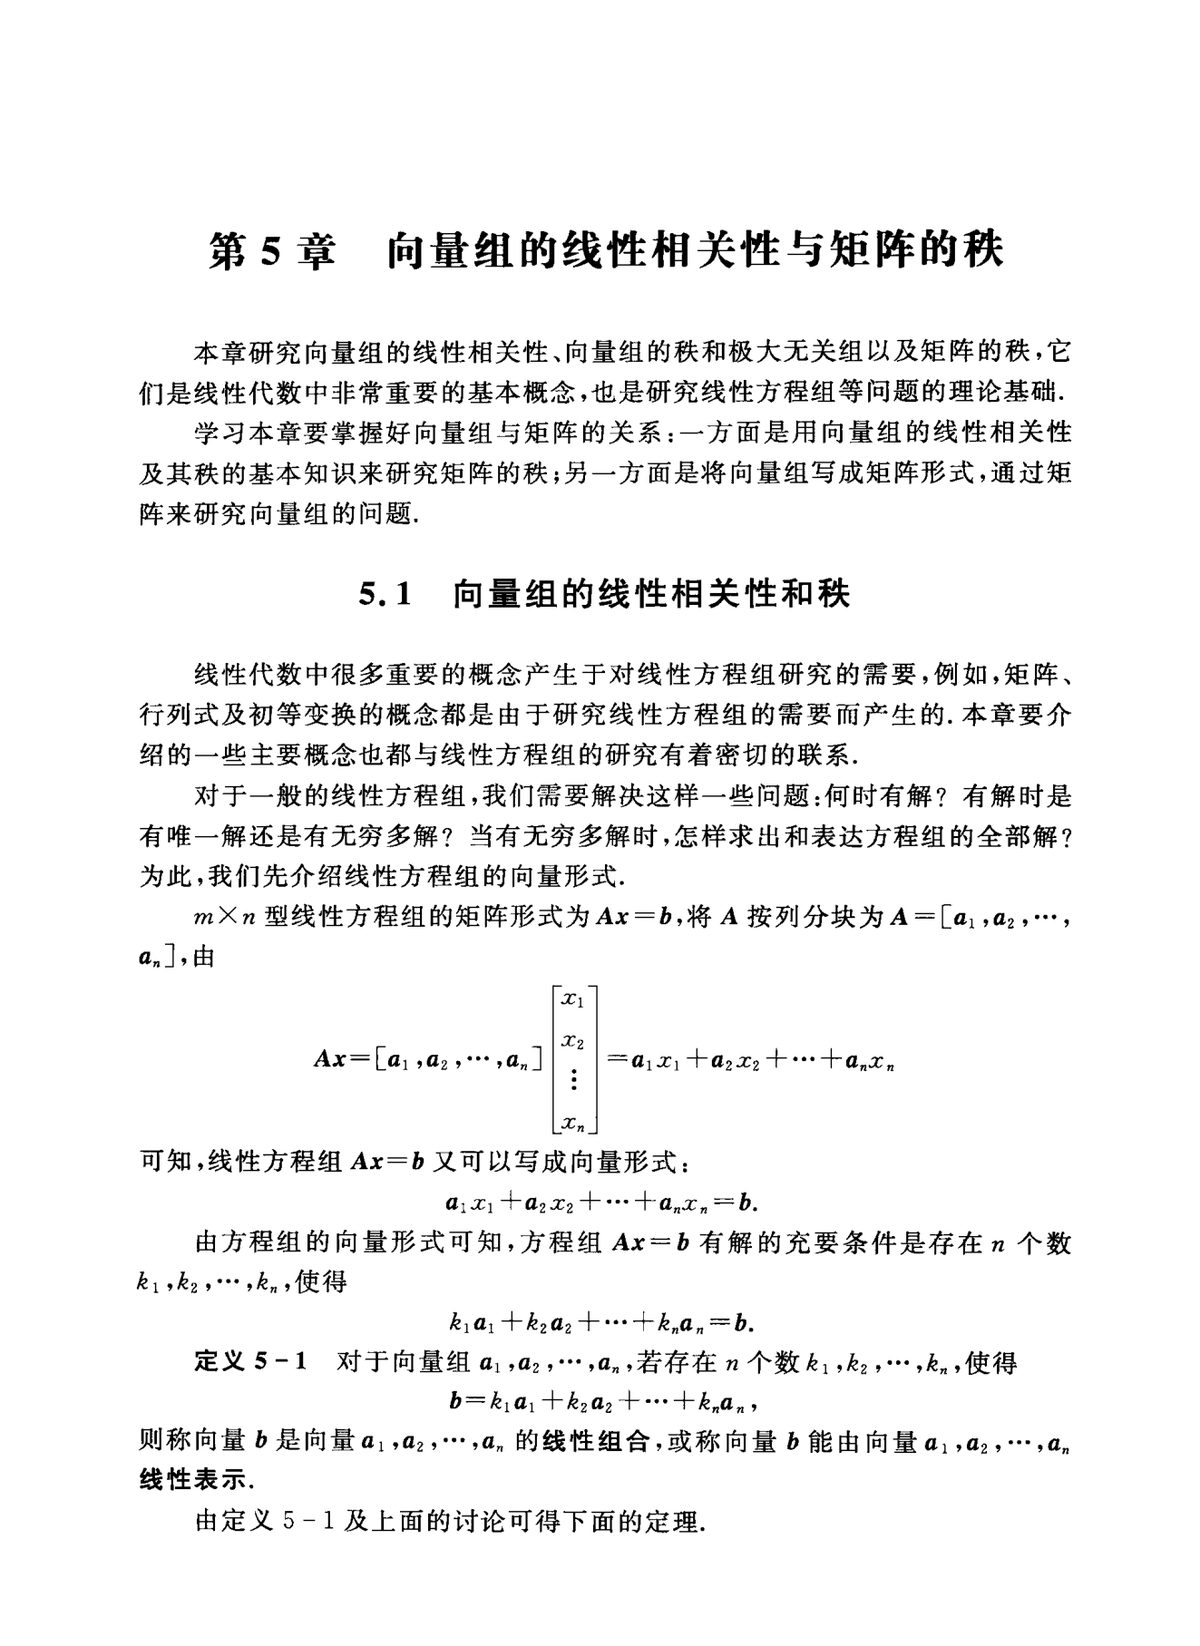 第 5 章　向量组的线性相关性与矩阵的秩
本章研究向量组的线性相关性、向量组的秩和极大无关组以及矩阵的秩,它
们是线性代数中非常重要的基本概念,也是研究线性方程组等问题的理论基础.
学习本章要掌握好向量组与矩阵的关系:一方面是用向量组的线性相关性
及其秩的基本知识来研究矩阵的秩;另一方面是将向量组写成矩阵形式,通过矩
阵来研究向量组的问题.
5.1　向量组的线性相关性和秩
线性代数中很多重要的概念产生于对线性方程组研究的需要,例如,矩阵、
行列式及初等变换的概念都是由于研究线性方程组的需要而产生的.本章要介
绍的一些主要概念也都与线性方程组的研究有着密切的联系.
对于一般的线性方程组,我们需要解决这样一些问题:何时有解? 有解时是
有唯一解还是有无穷多解? 当有无穷多解时,怎样求出和表达方程组的全部解?
为此,我们先介绍线性方程组的向量形式.
m×n 型线性方程组的矩阵形式为 Ax=b,将 A 按列分块为 A=[a₁,a₂,⋯,
aₙ],由
Ax=[a₁,a₂,⋯,aₙ][x₁ x₂ ⋮ xₙ]=a₁x₁+a₂x₂+⋯+aₙxₙ
可知,线性方程组 Ax=b 又可以写成向量形式:
a₁x₁+a₂x₂+⋯+aₙxₙ=b.
由方程组的向量形式可知,方程组 Ax=b 有解的充要条件是存在 n 个数
k₁,k₂,⋯,kₙ,使得
k₁a₁+k₂a₂+⋯+kₙaₙ=b.
定义 5-1　对于向量组 a₁,a₂,⋯,aₙ,若存在 n 个数 k₁,k₂,⋯,kₙ,使得
b=k₁a₁+k₂a₂+⋯+kₙaₙ,
则称向量 b 是向量 a₁,a₂,⋯,aₙ 的线性组合,或称向量 b 能由向量 a₁,a₂,⋯,aₙ
线性表示.
由定义 5-1 及上面的讨论可得下面的定理.